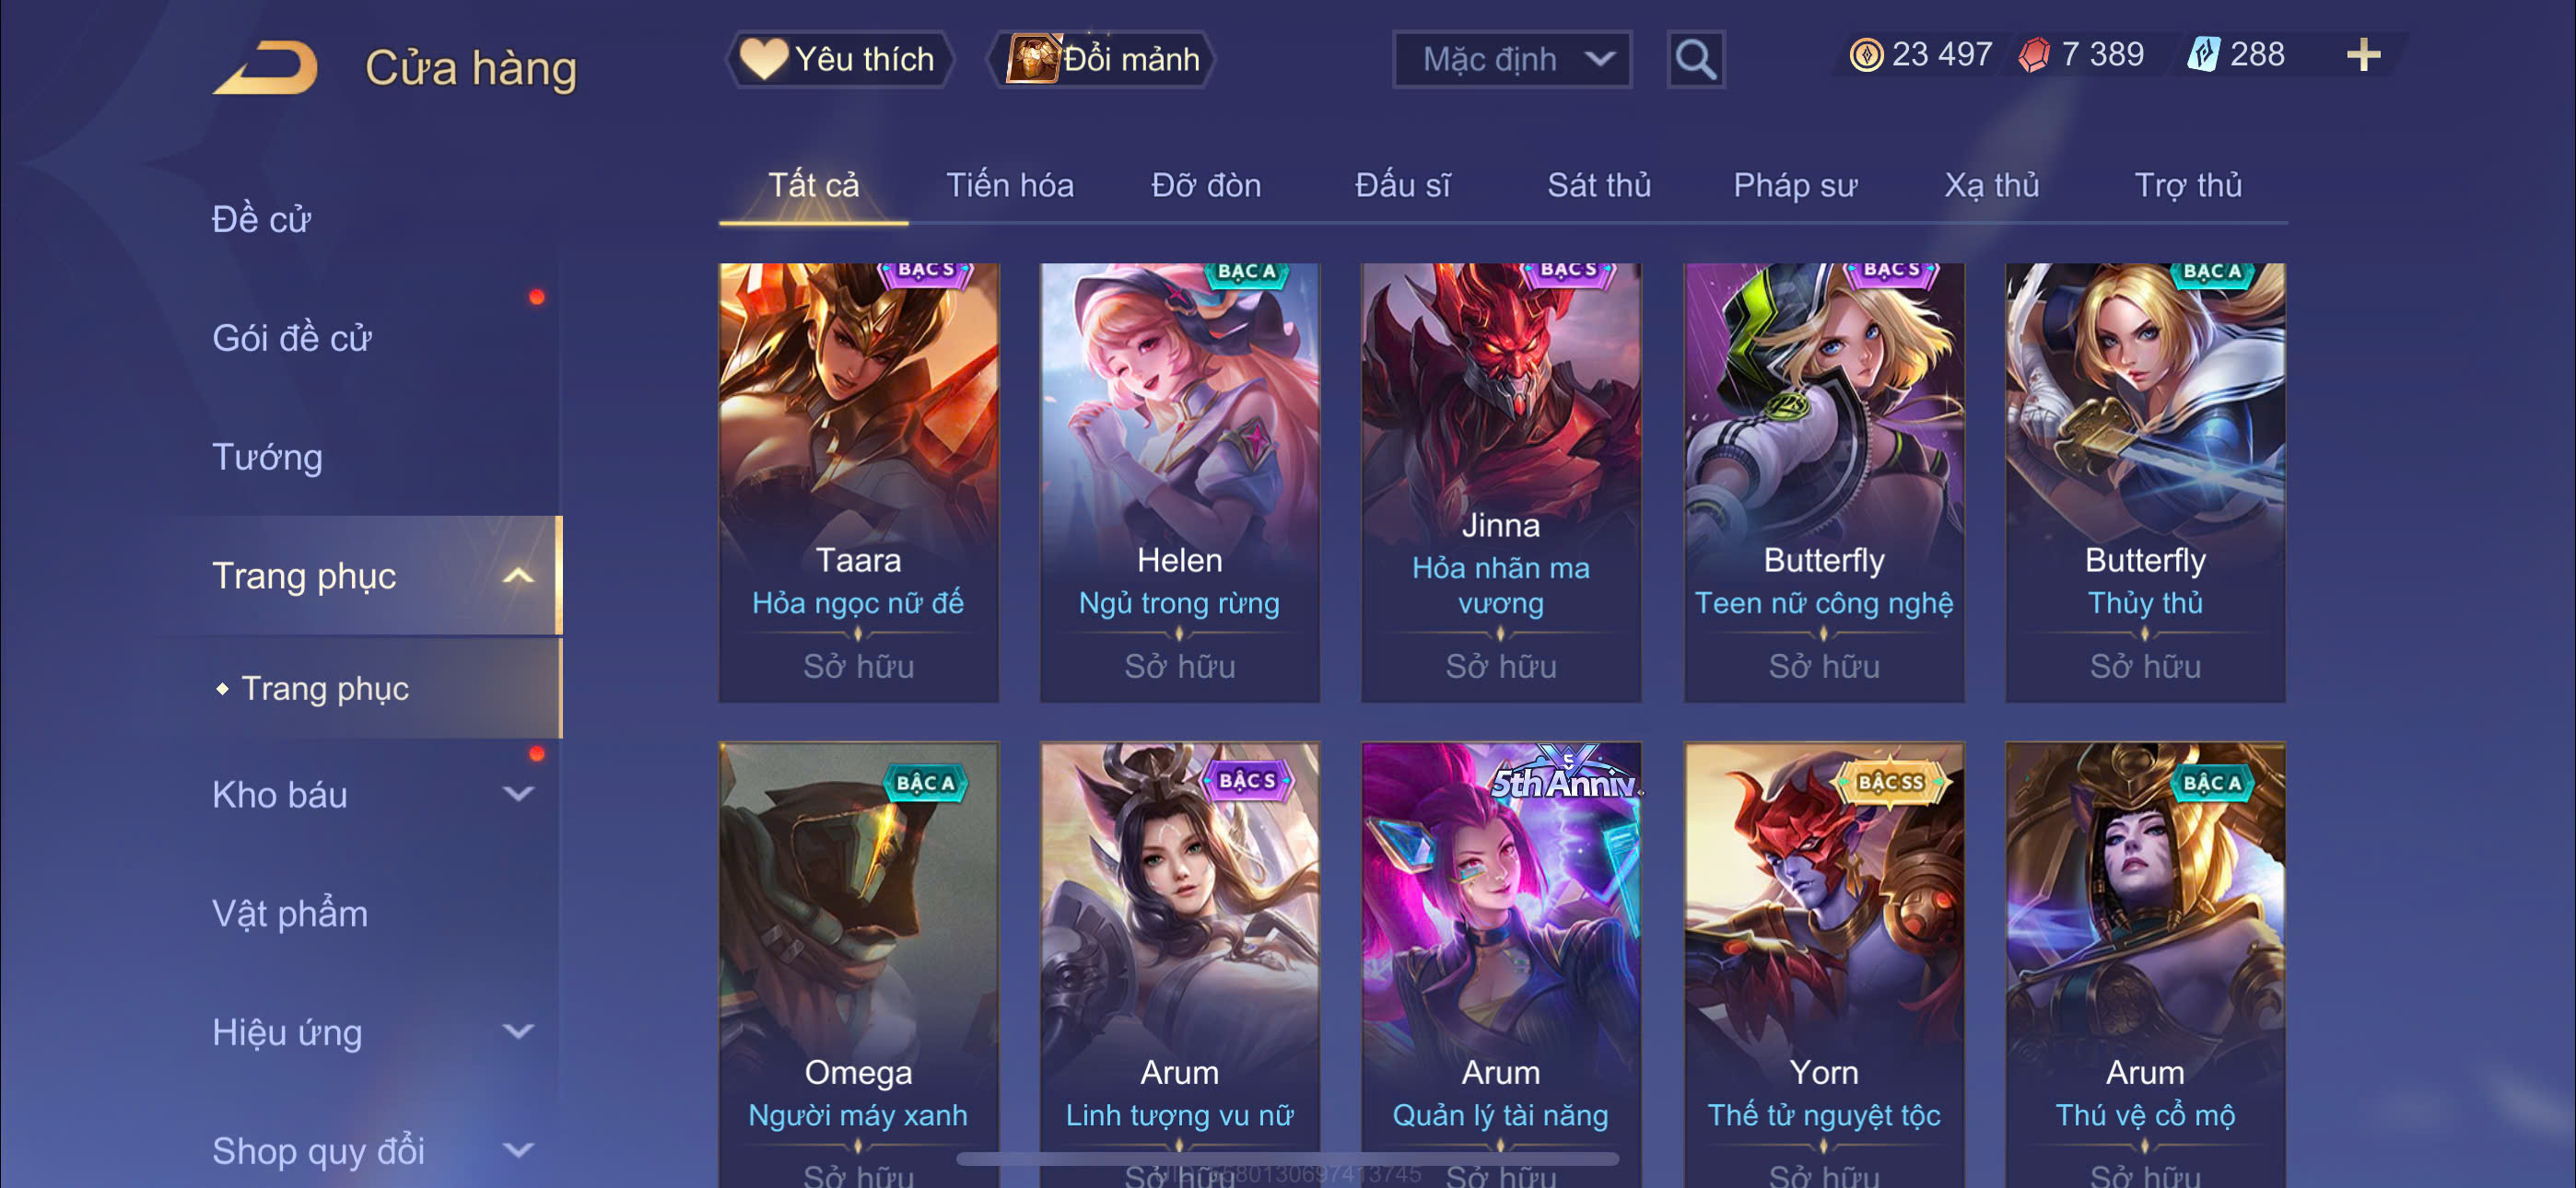 Cửa hàng
Yêu thích
Đổi mảnh
Mặc định
23 497
7 389
288
Tất cả
Tiến hóa
Đỡ đòn
Đấu sĩ
Sát thủ
Pháp sư
Xạ thủ
Trợ thủ
Đề cử
Gói đề cử
Tướng
Trang phục
Trang phục
Kho báu
Vật phẩm
Hiệu ứng
Shop quy đổi
BẬC S
Taara
Hỏa ngọc nữ đế
Sở hữu
BẬC A
Helen
Ngủ trong rừng
Sở hữu
BẬC S
Jinna
Hỏa nhãn ma
vương
Sở hữu
BẬC S
Butterfly
Teen nữ công nghệ
Sở hữu
BẬC A
Butterfly
Thủy thủ
Sở hữu
BẬC A
Omega
Người máy xanh
Sở hữu
BẬC S
Arum
Linh tượng vu nữ
Sở hữu
5th Anniv
Arum
Quản lý tài năng
Sở hữu
BẬC SS
Yorn
Thế tử nguyệt tộc
Sở hữu
BẬC A
Arum
Thú vệ cổ mộ
Sở hữu